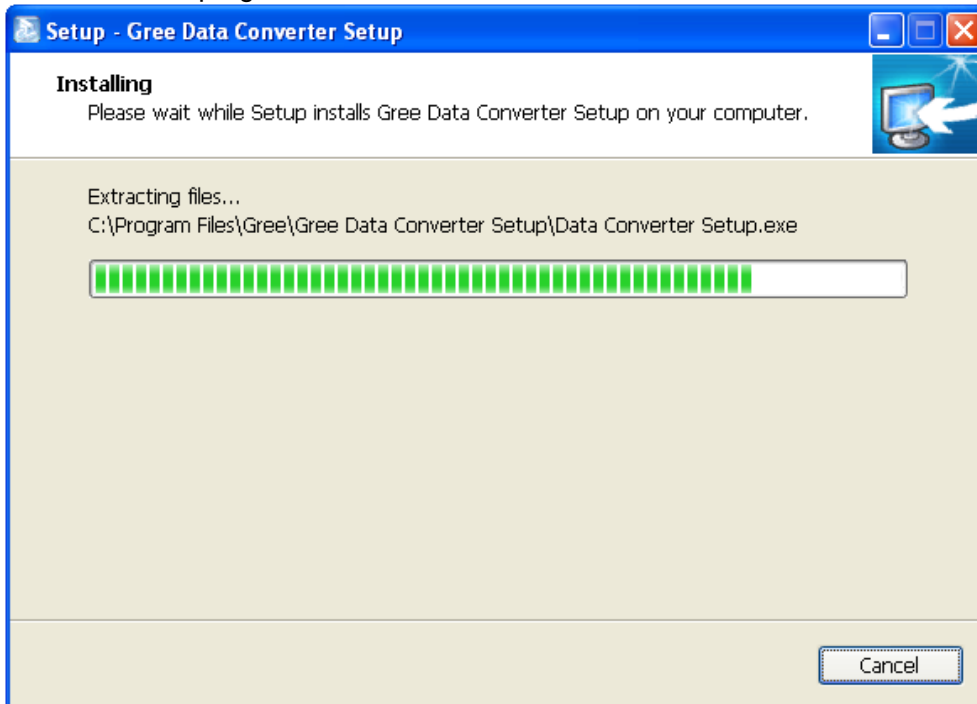 Setup - Gree Data Converter Setup
Installing
Please wait while Setup installs Gree Data Converter Setup on your computer.
Extracting files...
C:\Program Files\Gree\Gree Data Converter Setup\Data Converter Setup.exe
Cancel